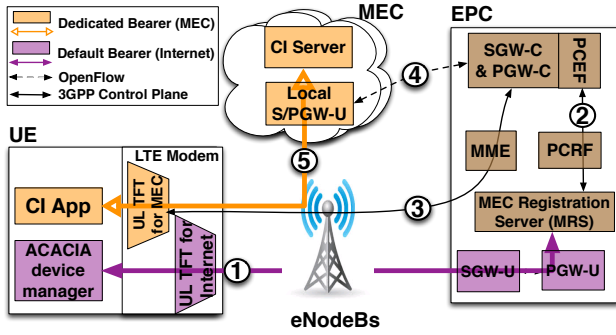 Dedicated Bearer (MEC)
Default Bearer (Internet)
OpenFlow
3GPP Control Plane
MEC
CI Server
Local
S/PGW-U
EPC
SGW-C
& PGW-C
PCEF
4
2
MME
PCRF
MEC Registration
Server (MRS)
SGW-U
PGW-U
UE
LTE Modem
CI App
UL TFT
for MEC
ACACIA
device
manager
UL TFT for
Internet
5
3
1
eNodeBs